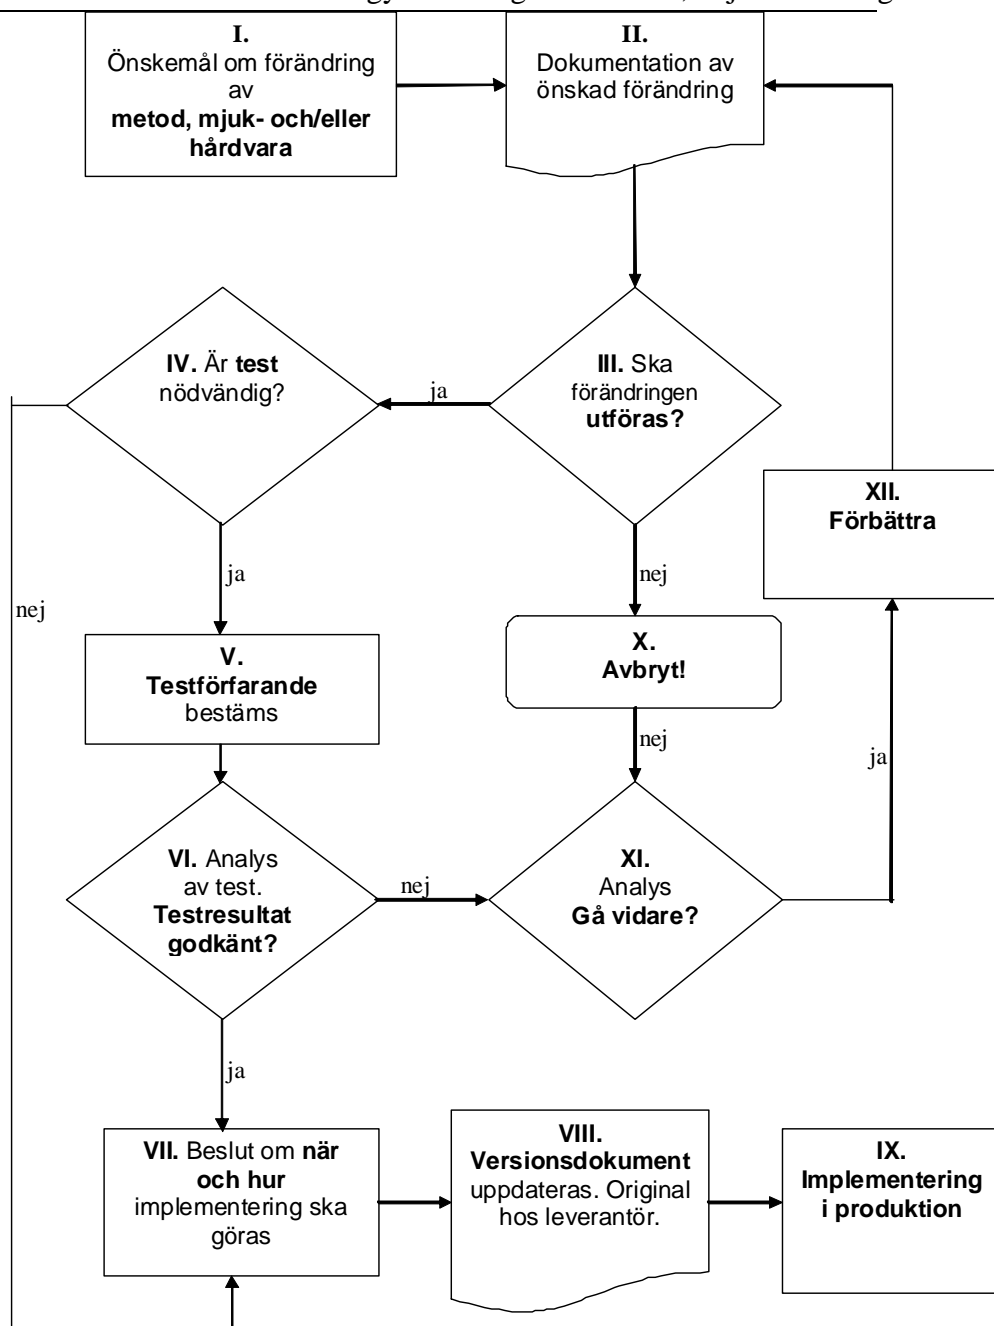 I.
Önskemål om förändring
av
metod, mjuk- och/eller
hårdvara
II.
Dokumentation av
önskad förändring
IV. Är test
nödvändig?
ja
III. Ska
förändringen
utföras?
XII.
Förbättra
nej
ja
nej
V.
Testförfarande
bestäms
X.
Avbryt!
nej
ja
VI. Analys
av test.
Testresultat
godkänt?
nej
XI.
Analys
Gå vidare?
ja
VII. Beslut om när
och hur
implementering ska
göras
VIII.
Versionsdokument
uppdateras. Original
hos leverantör.
IX.
Implementering
i produktion